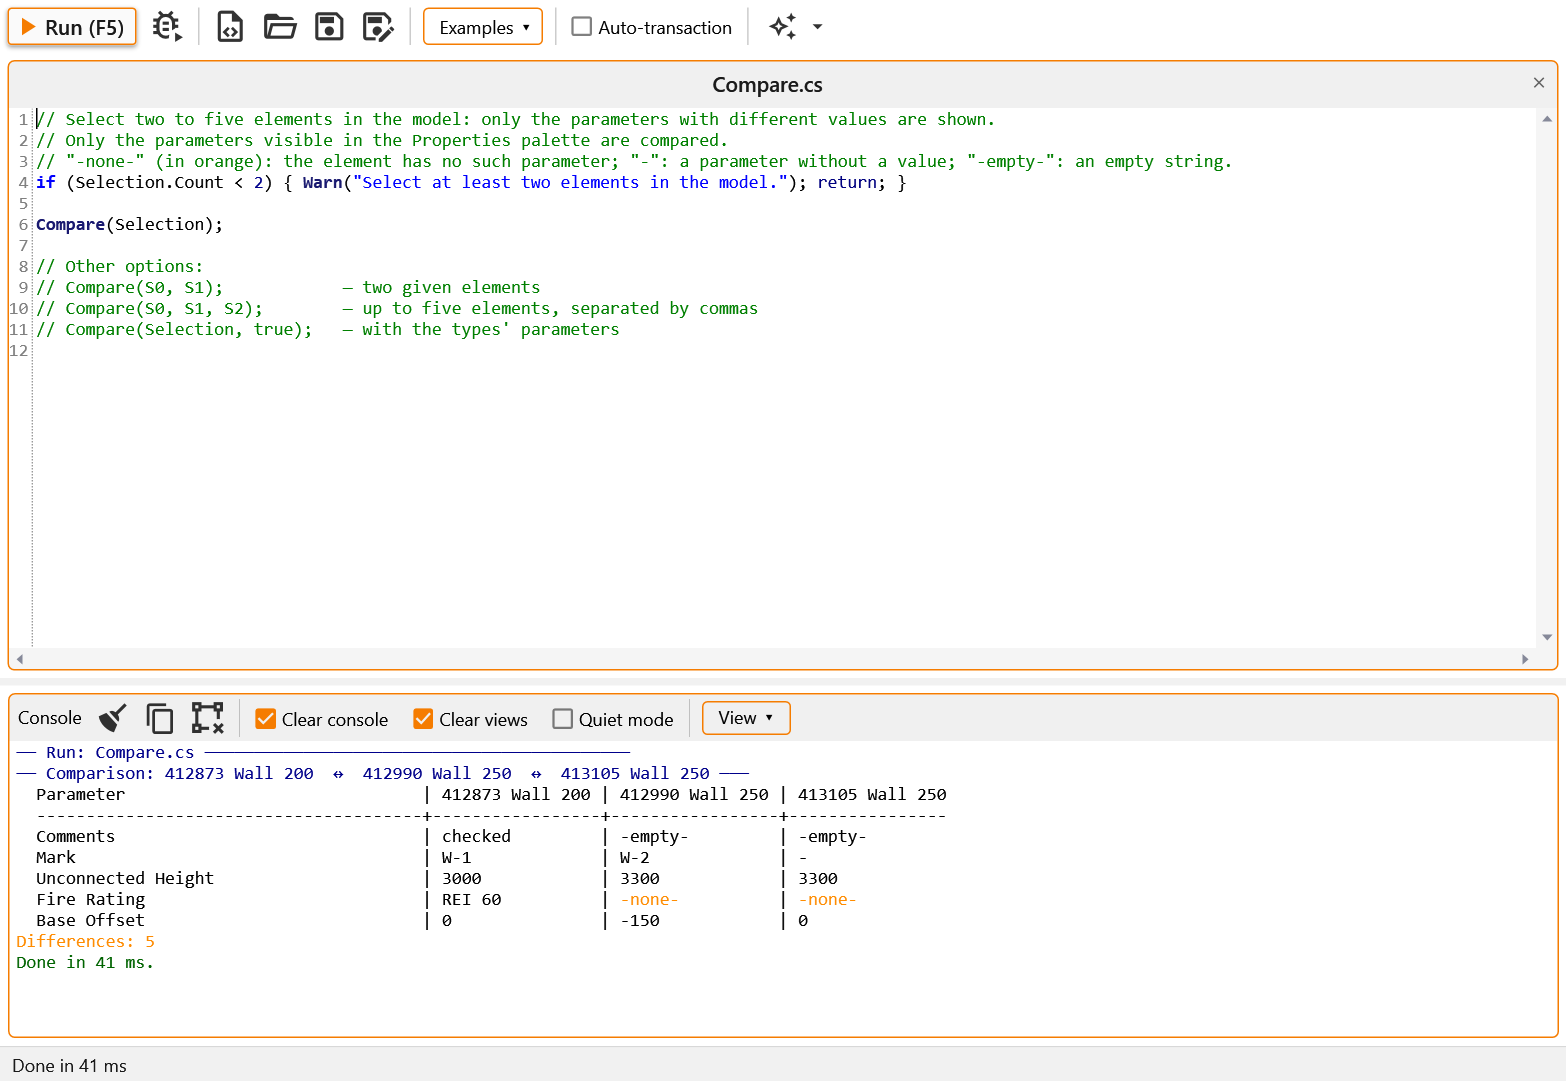 Run (F5)
Examples
Auto-transaction
Compare.cs
1 // Select two to five elements in the model: only the parameters with different values are shown.
2 // Only the parameters visible in the Properties palette are compared.
3 // "-none-" (in orange): the element has no such parameter; "-": a parameter without a value; "-empty-": an empty string.
4 if (Selection.Count < 2) { Warn("Select at least two elements in the model."); return; }
5
6 Compare(Selection);
7
8 // Other options:
9 // Compare(S0, S1);            — two given elements
10 // Compare(S0, S1, S2);        — up to five elements, separated by commas
11 // Compare(Selection, true);   — with the types' parameters
12
Console
Clear console
Clear views
Quiet mode
View
── Run: Compare.cs ───────────────────────────────────────────
── Comparison: 412873 Wall 200  ⇔  412990 Wall 250  ⇔  413105 Wall 250 ───
Parameter                              | 412873 Wall 200 | 412990 Wall 250 | 413105 Wall 250
---------------------------------------+-----------------+-----------------+----------------
Comments                               | checked         | -empty-         | -empty-
Mark                                   | W-1             | W-2             | -
Unconnected Height                     | 3000            | 3300            | 3300
Fire Rating                            | REI 60          | -none-          | -none-
Base Offset                            | 0               | -150            | 0
Differences: 5
Done in 41 ms.
Done in 41 ms